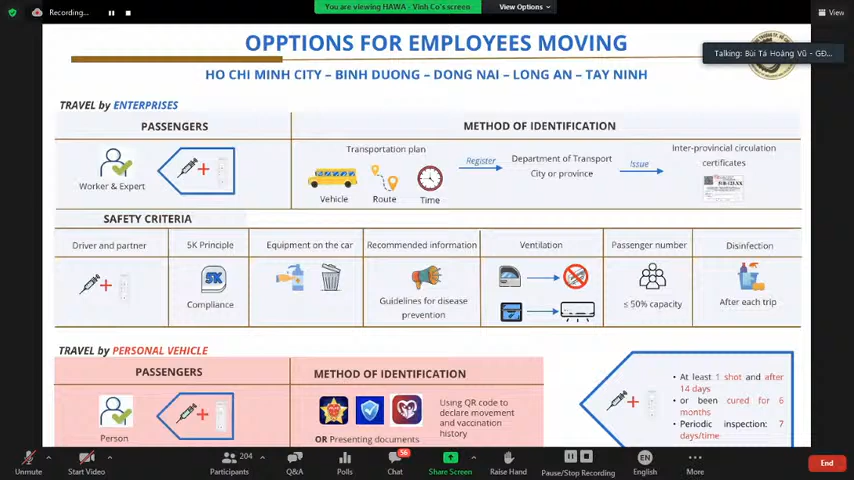 Recording...
You are viewing HAWA - Vinh Co's screen
View Options
View
Talking: Bùi Tá Hoàng Vũ - GĐ...
OPPTIONS FOR EMPLOYEES MOVING
HO CHI MINH CITY – BINH DUONG – DONG NAI – LONG AN – TAY NINH
TRAVEL by ENTERPRISES
PASSENGERS
METHOD OF IDENTIFICATION
Worker & Expert
Transportation plan
Vehicle
Route
Time
Register
Department of Transport
City or province
Issue
Inter-provincial circulation
certificates
SAFETY CRITERIA
Driver and partner
5K Principle
Equipment on the car
Recommended information
Ventilation
Passenger number
Disinfection
5K
Compliance
Guidelines for disease
prevention
≤ 50% capacity
After each trip
TRAVEL by PERSONAL VEHICLE
PASSENGERS
METHOD OF IDENTIFICATION
Person
Using QR code to
declare movement
and vaccination
history
OR Presenting documents
• At least 1 shot and after
14 days
• or been cured for 6
months
• Periodic inspection: 7
days/time
Unmute
Start Video
204
Participants
Q&A
Polls
56
Chat
Share Screen
Raise Hand
Pause/Stop Recording
EN
English
More
End